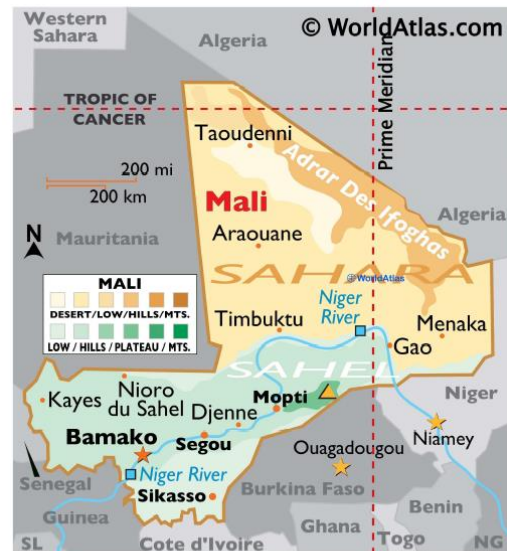 Western
Sahara
Algeria
© WorldAtlas.com
TROPIC OF
CANCER
Prime Meridian
Taoudenni
Adrar Des Ifoghas
200 mi
200 km
Mali
N
Mauritania
Araouane
Algeria
SAHARA
© WorldAtlas
MALI
DESERT/LOW/HILLS/MTS.
LOW / HILLS / PLATEAU / MTS.
Timbuktu
Niger
River
Menaka
Gao
SAHEL
Kayes
Nioro
du Sahel
Djenne
Mopti
Niger
Bamako
Segou
Ouagadougou
Niamey
Niger River
Senegal
Sikasso
Burkina Faso
Guinea
Benin
Ghana
Togo
SL
Cote d'Ivoire
NG